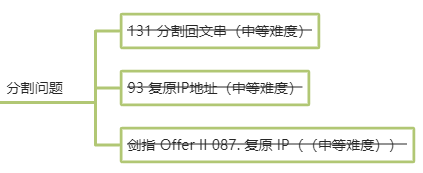 131 分割回文串（中等难度）
分割问题
93 复原IP地址（中等难度）
剑指 Offer II 087. 复原 IP（（中等难度））